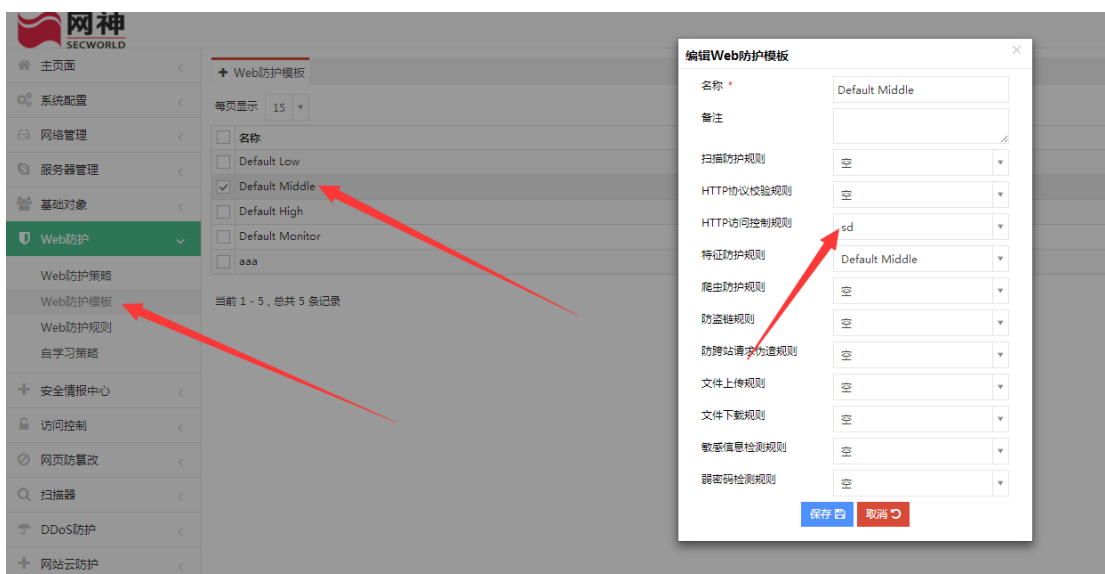 网神
SECWORLD
主页面
系统配置
网络管理
服务器管理
基础对象
Web防护
Web防护策略
Web防护模板
Web防护规则
自学习策略
安全情报中心
访问控制
网页防篡改
扫描器
DDoS防护
网站云防护
Web防护模板
每页显示 15
名称
Default Low
Default Middle
Default High
Default Monitor
aaa
当前 1 - 5 , 总共 5 条记录
编辑Web防护模板
名称 * Default Middle
备注
扫描防护规则 空
HTTP协议校验规则 空
HTTP访问控制规则 sd
特征防护规则 Default Middle
爬虫防护规则 空
防盗链规则 空
防跨站请求伪造规则 空
文件上传规则 空
文件下载规则 空
敏感信息检测规则 空
弱密码检测规则 空
保存 取消